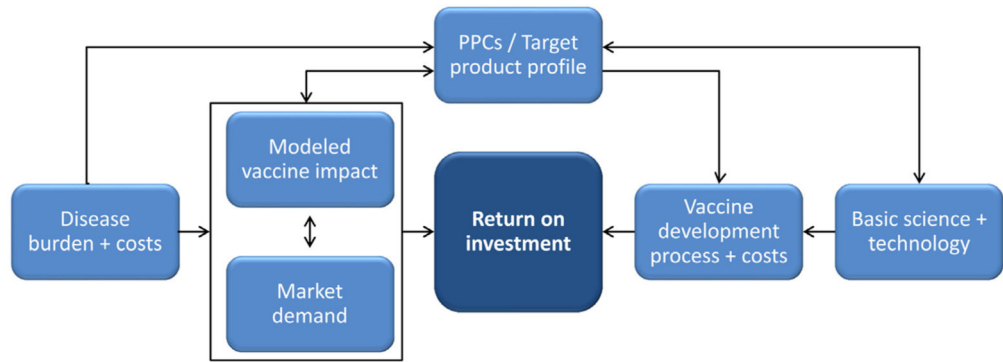 PPCs / Target
product profile
Modeled
vaccine impact
Disease
burden + costs
Return on
investment
Vaccine
development
process + costs
Basic science +
technology
Market
demand